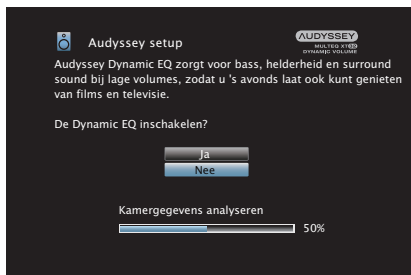 Audyssey setup
AUDYSSEY
MULTEQ XT32
DYNAMIC VOLUME
Audyssey Dynamic EQ zorgt voor bass, helderheid en surround
sound bij lage volumes, zodat u 's avonds laat ook kunt genieten
van films en televisie.
De Dynamic EQ inschakelen?
Ja
Nee
Kamergegevens analyseren
50%